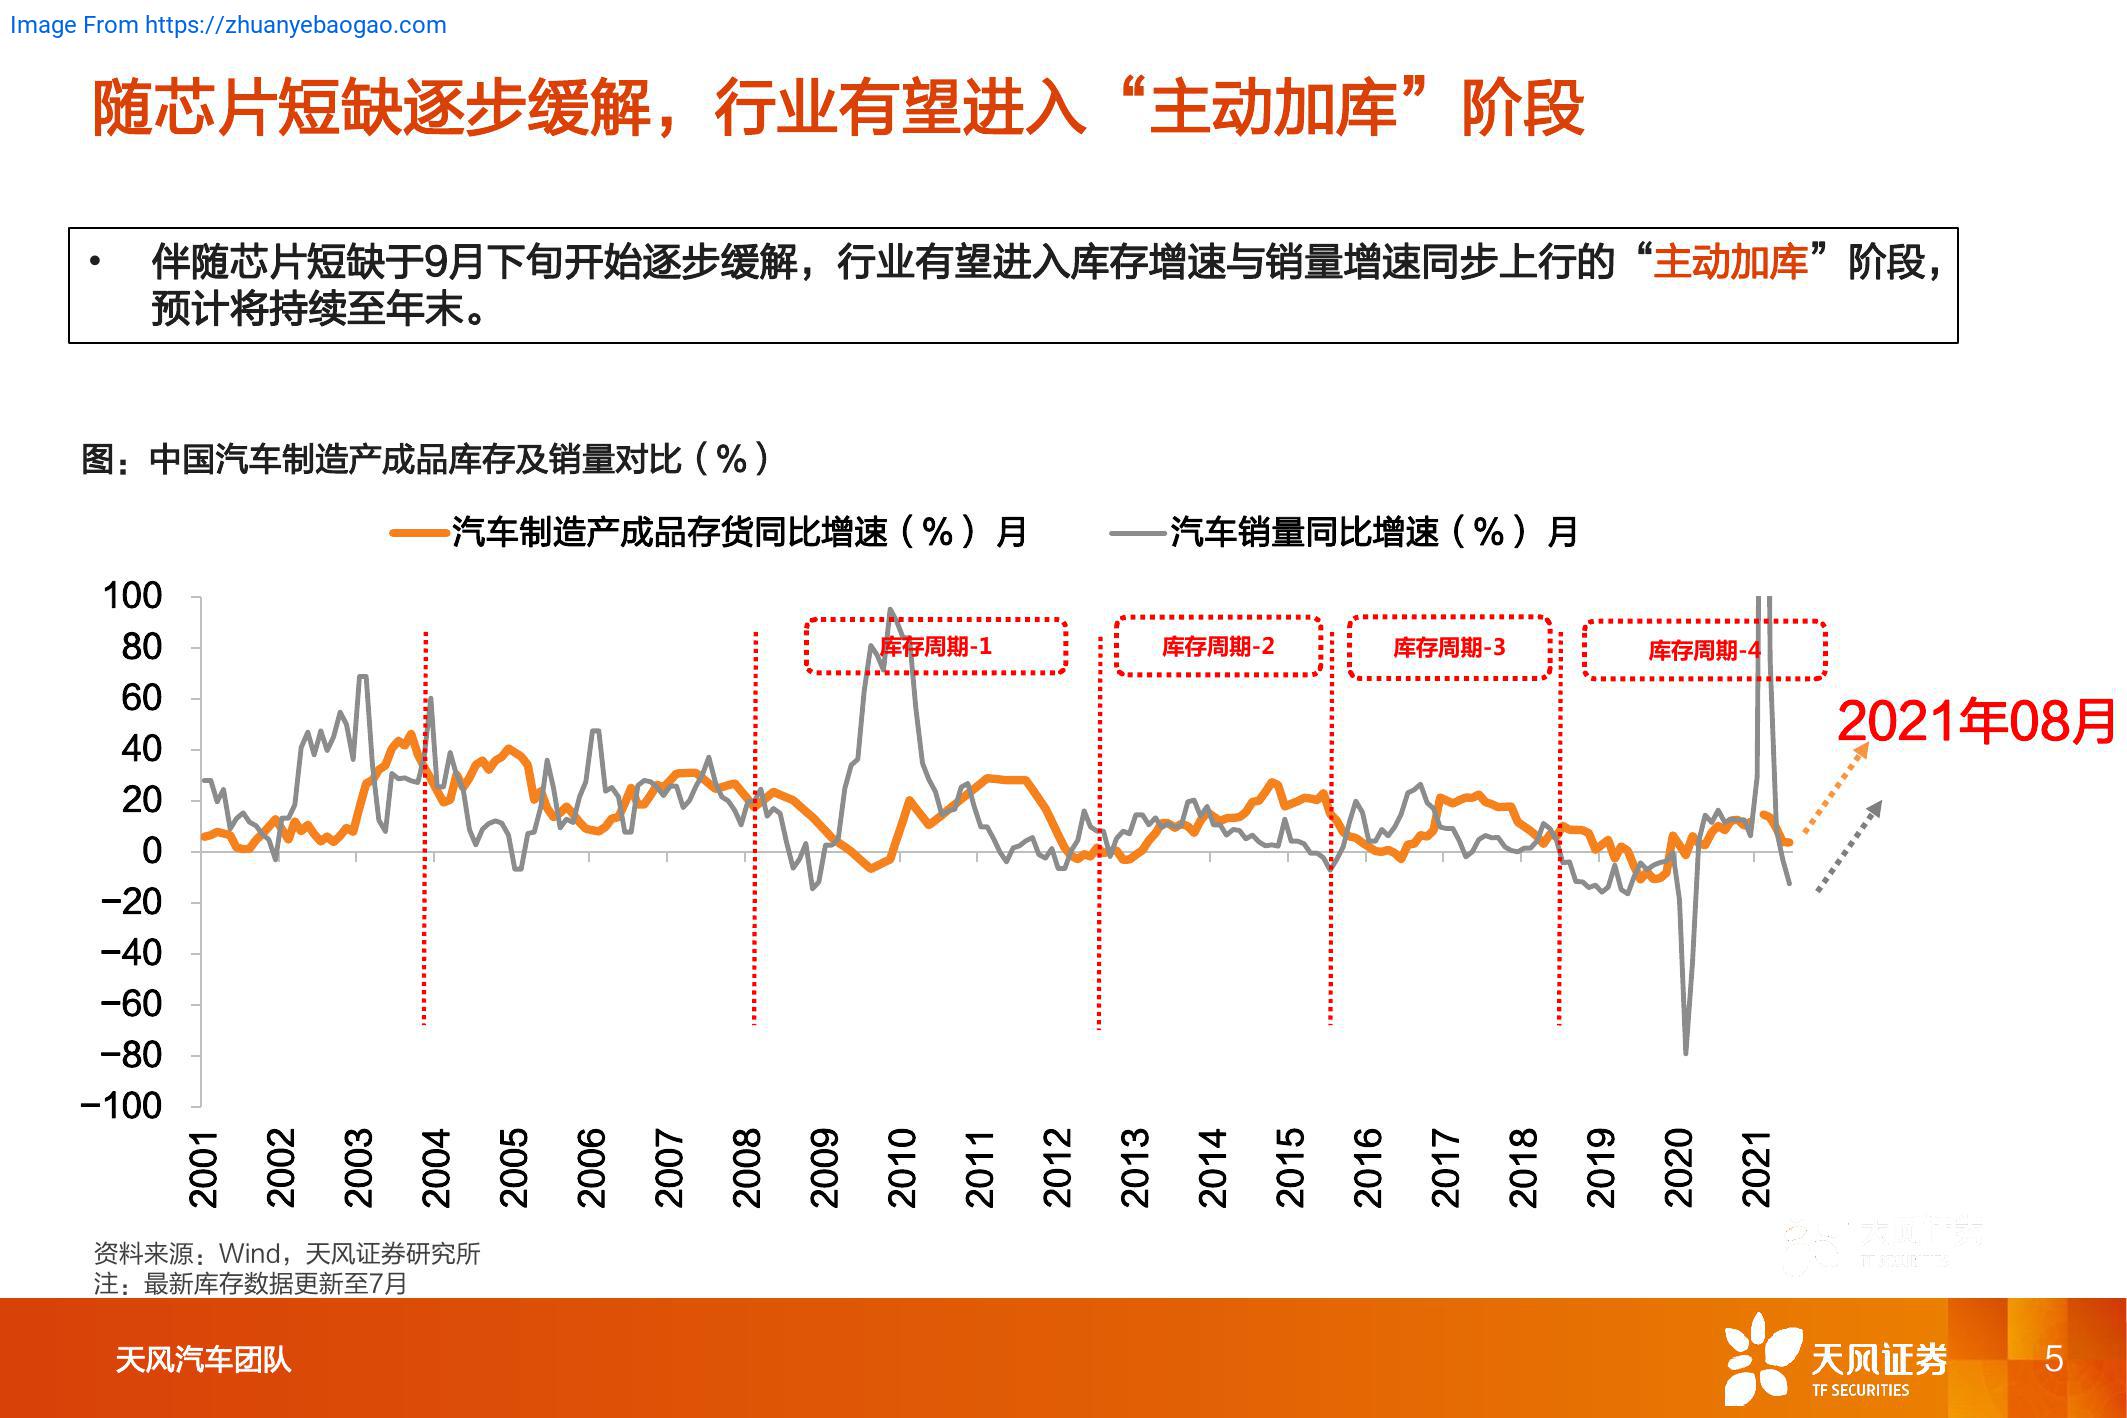 Image From https://zhuanyebaogao.com
随芯片短缺逐步缓解，行业有望进入“主动加库”阶段
• 伴随芯片短缺于9月下旬开始逐步缓解，行业有望进入库存增速与销量增速同步上行的“主动加库”阶段，
预计将持续至年末。
图：中国汽车制造产成品库存及销量对比（%）
汽车制造产成品存货同比增速（%）月 汽车销量同比增速（%）月
100
80
60
40
20
0
−20
−40
−60
−80
−100
库存周期-1 库存周期-2 库存周期-3 库存周期-4
2021年08月
2001 2002 2003 2004 2005 2006 2007 2008 2009 2010 2011 2012 2013 2014 2015 2016 2017 2018 2019 2020 2021
资料来源：Wind，天风证券研究所
注：最新库存数据更新至7月
天风证券
TF SECURITIES
天风汽车团队
天风证券
TF SECURITIES
5